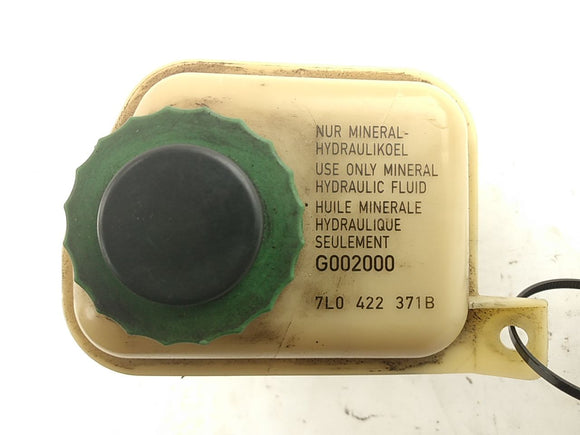 NUR MINERAL-
HYDRAULIKOEL
USE ONLY MINERAL
HYDRAULIC FLUID
HUILE MINERALE
HYDRAULIQUE
SEULEMENT
G002000
7L0 422 371B